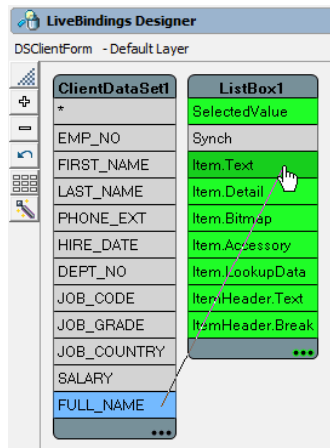 LiveBindings Designer
DSClientForm - Default Layer
ClientDataSet1
*
EMP_NO
FIRST_NAME
LAST_NAME
PHONE_EXT
HIRE_DATE
DEPT_NO
JOB_CODE
JOB_GRADE
JOB_COUNTRY
SALARY
FULL_NAME
ListBox1
SelectedValue
Synch
Item.Text
Item.Detail
Item.Bitmap
Item.Accessory
Item.LookupData
ItemHeader.Text
ItemHeader.Break